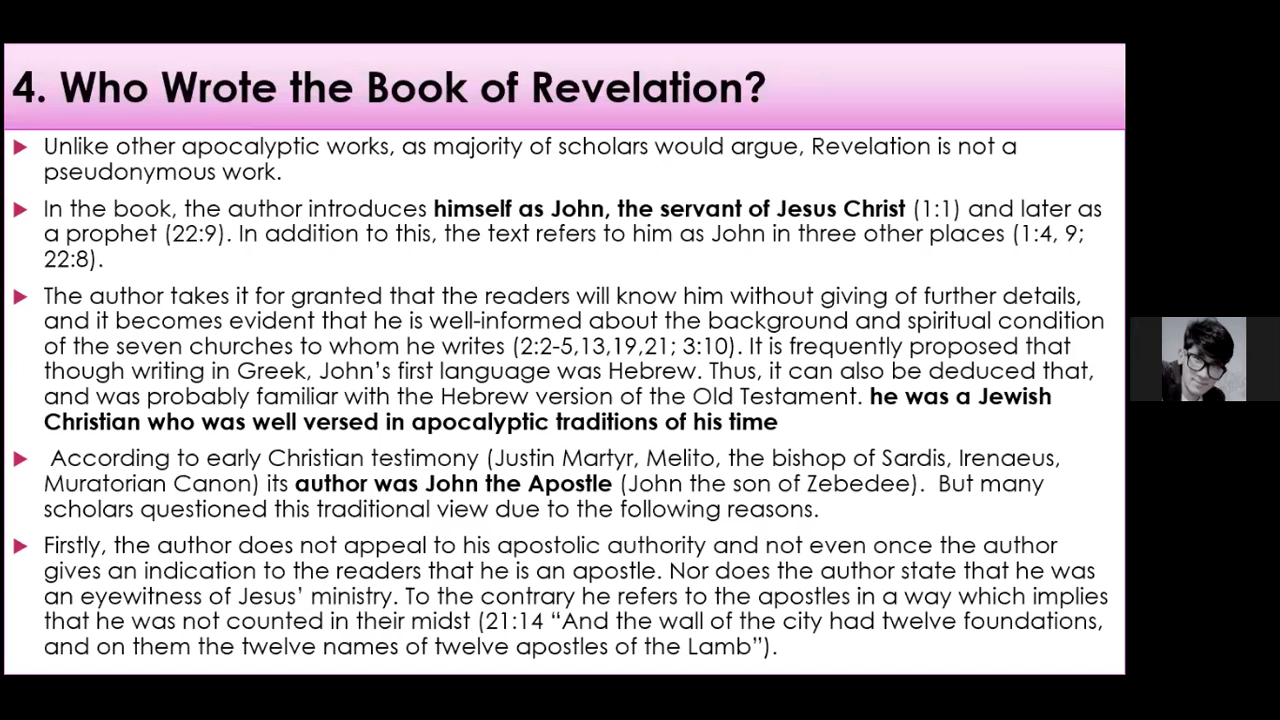 4. Who Wrote the Book of Revelation?
Unlike other apocalyptic works, as majority of scholars would argue, Revelation is not a
pseudonymous work.
In the book, the author introduces himself as John, the servant of Jesus Christ (1:1) and later as
a prophet (22:9). In addition to this, the text refers to him as John in three other places (1:4, 9;
22:8).
The author takes it for granted that the readers will know him without giving of further details,
and it becomes evident that he is well-informed about the background and spiritual condition
of the seven churches to whom he writes (2:2-5,13,19,21; 3:10). It is frequently proposed that
though writing in Greek, John’s first language was Hebrew. Thus, it can also be deduced that,
and was probably familiar with the Hebrew version of the Old Testament. he was a Jewish
Christian who was well versed in apocalyptic traditions of his time
According to early Christian testimony (Justin Martyr, Melito, the bishop of Sardis, Irenaeus,
Muratorian Canon) its author was John the Apostle (John the son of Zebedee). But many
scholars questioned this traditional view due to the following reasons.
Firstly, the author does not appeal to his apostolic authority and not even once the author
gives an indication to the readers that he is an apostle. Nor does the author state that he was
an eyewitness of Jesus’ ministry. To the contrary he refers to the apostles in a way which implies
that he was not counted in their midst (21:14 “And the wall of the city had twelve foundations,
and on them the twelve names of twelve apostles of the Lamb”).